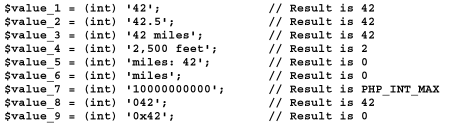 $value_1 = (int) '42'; // Result is 42
$value_2 = (int) '42.5'; // Result is 42
$value_3 = (int) '42 miles'; // Result is 42
$value_4 = (int) '2,500 feet'; // Result is 2
$value_5 = (int) 'miles: 42'; // Result is 0
$value_6 = (int) 'miles'; // Result is 0
$value_7 = (int) '10000000000'; // Result is PHP_INT_MAX
$value_8 = (int) '042'; // Result is 42
$value_9 = (int) '0x42'; // Result is 0